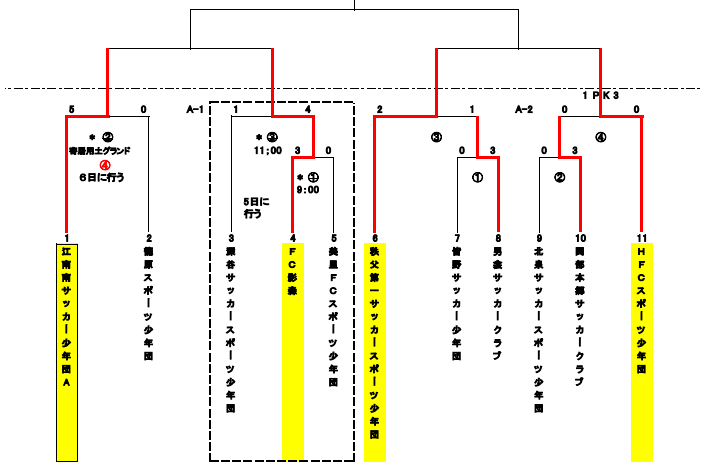 1 PK 3
5 0 A-1 1 4 2 1 A-2 0 0
* ② * ③ ③ ④
寄居用土グランド 11;00 3 0 0 3 0 3
④ * ① ① ②
6日に行う 9:00
5日に
行う
1 2 3 4 5 6 7 8 9 10 11
江南南サッカー少年団A
籠原スポーツ少年団
深谷サッカースポーツ少年団
FC影森
美里FCスポーツ少年団
秩父第一サッカースポーツ少年団
皆野サッカー少年団
男衾サッカークラブ
北泉サッカースポーツ少年団
岡部本郷サッカークラブ
HFCスポーツ少年団